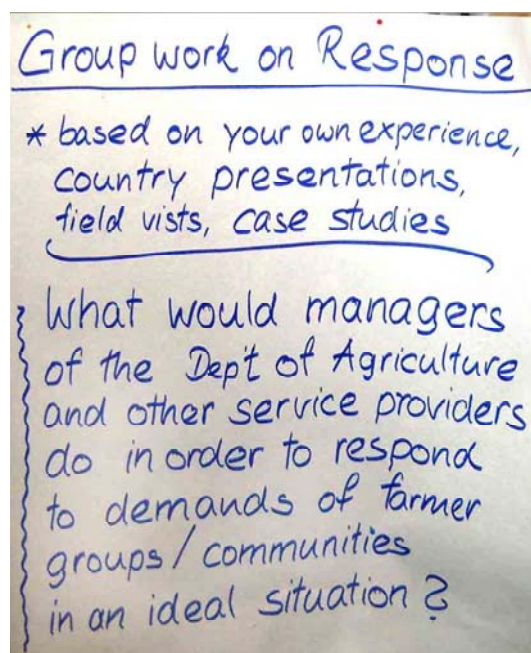 Group work on Response
* based on your own experience,
country presentations,
field vists, case studies
What would managers
of the Dep't of Agriculture
and other service providers
do in order to respond
to demands of farmer
groups / communities
in an ideal situation ?